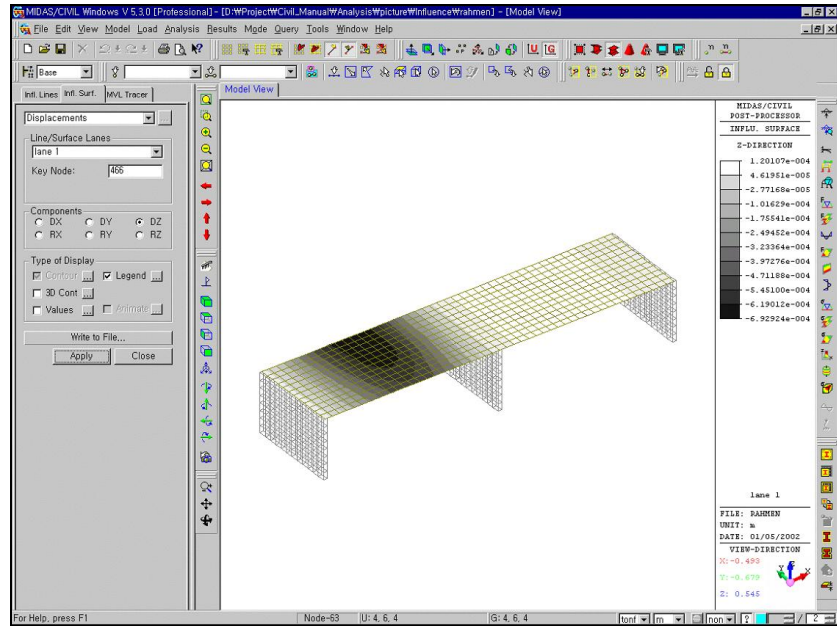 MIDAS/CIVIL Windows V 5,3,0 [Professional] - [D:₩Project₩Civil_Manual₩Analysis₩picture₩Influence₩rahmen] - [Model View]
File Edit View Model Load Analysis Results Mode Query Tools Window Help
Base
Infl. Lines Infl. Surf. MVL Tracer
Model View
Displacements
Line/Surface Lanes
lane 1
Key Node: 466
Components
DX DY DZ
RX RY RZ
Type of Display
Contour ... Legend ...
3D Cont ...
Values ... Animate ...
Write to File...
Apply Close
MIDAS/CIVIL
POST-PROCESSOR
INFLU. SURFACE
Z-DIRECTION
1.20107e-004
4.61951e-005
-2.77168e-005
-1.01629e-004
-1.75541e-004
-2.49452e-004
-3.23364e-004
-3.97276e-004
-4.71188e-004
-5.45100e-004
-6.19012e-004
-6.92924e-004
lane 1
FILE: RAHMEN
UNIT: m
DATE: 01/05/2002
VIEW-DIRECTION
X:-0.493
Y:-0.679
Z: 0.545
For Help, press F1 Node-63 U: 4, 6, 4 G: 4, 6, 4 tonf m non ? / 2